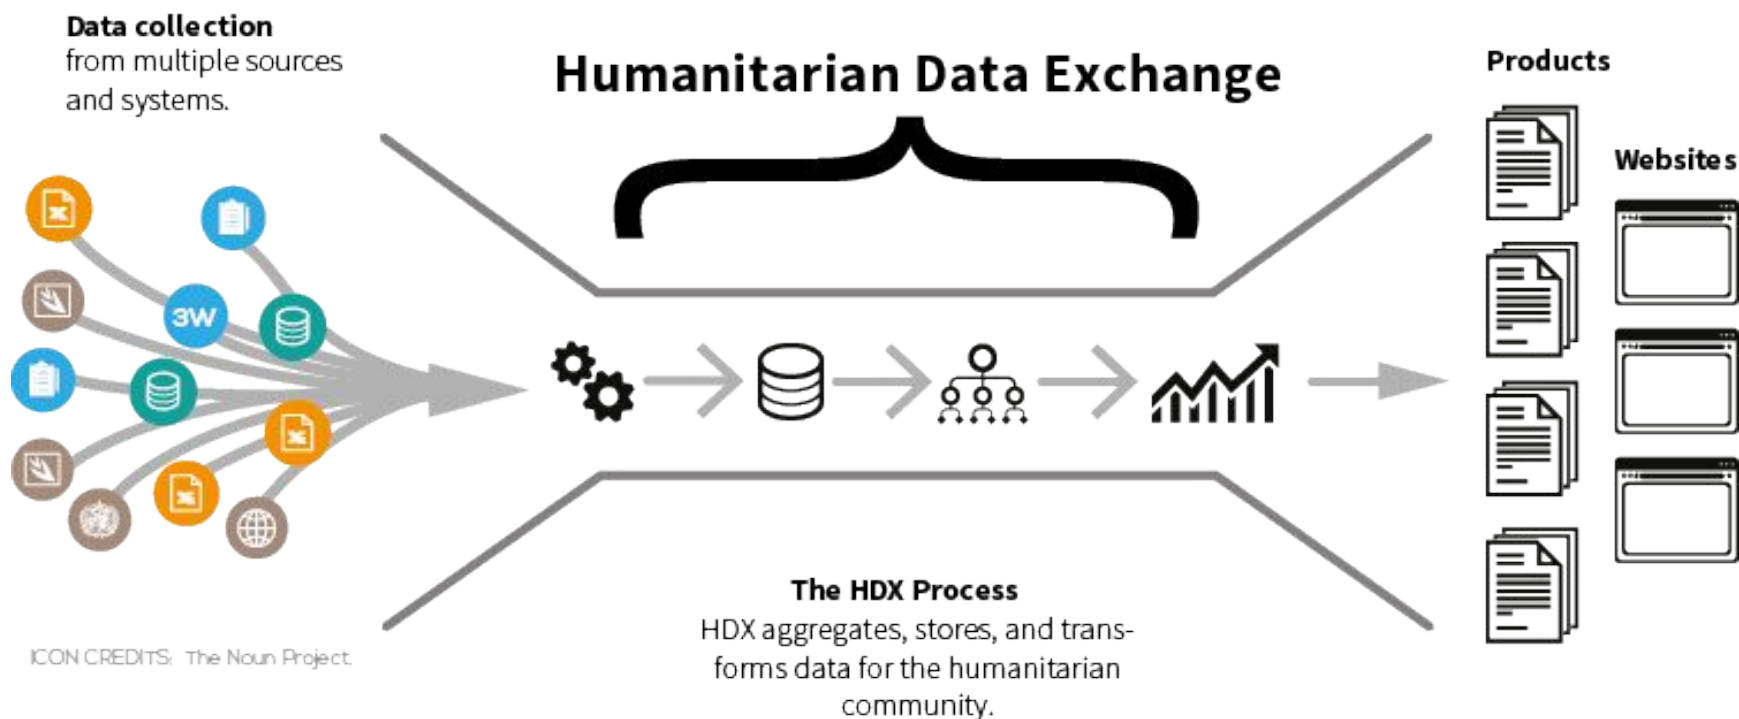 Data collection
from multiple sources
and systems.
Humanitarian Data Exchange
Products
Websites
3W
The HDX Process
HDX aggregates, stores, and trans-
forms data for the humanitarian
community.
ICON CREDITS: The Noun Project.